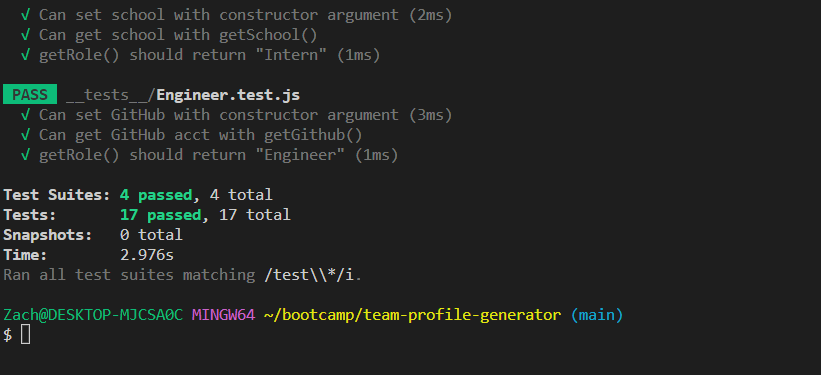 √ Can set school with constructor argument (2ms)
√ Can get school with getSchool()
√ getRole() should return "Intern" (1ms)
PASS __tests__/Engineer.test.js
√ Can set GitHub with constructor argument (3ms)
√ Can get GitHub acct with getGithub()
√ getRole() should return "Engineer" (1ms)
Test Suites: 4 passed, 4 total
Tests: 17 passed, 17 total
Snapshots: 0 total
Time: 2.976s
Ran all test suites matching /test\\*/i.
Zach@DESKTOP-MJCSA0C MINGW64 ~/bootcamp/team-profile-generator (main)
$